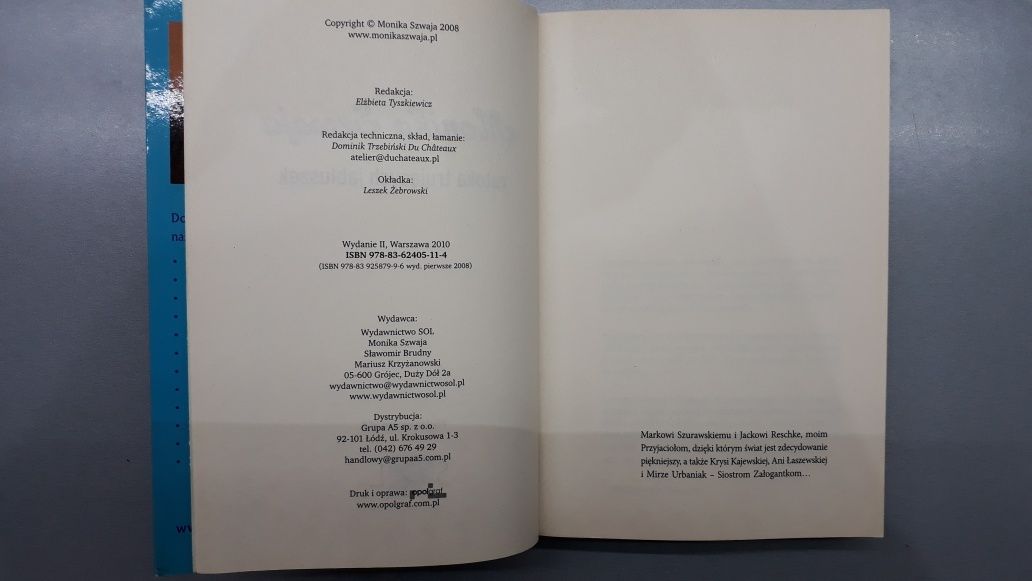 Copyright © Monika Szwaja 2008
www.monikaszwaja.pl
Redakcja:
Elżbieta Tyszkiewicz
Redakcja techniczna, skład, łamanie:
Dominik Trzebiński Du Châteaux
atelier@duchateaux.pl
Okładka:
Leszek Żebrowski
Wydanie II, Warszawa 2010
ISBN 978-83-62405-11-4
(ISBN 978-83 925879-9-6 wyd. pierwsze 2008)
Wydawca:
Wydawnictwo SOL
Monika Szwaja
Sławomir Brudny
Mariusz Krzyżanowski
05-600 Grójec, Duży Dół 2a
wydawnictwo@wydawnictwosol.pl
www.wydawnictwosol.pl
Dystrybucja:
Grupa A5 sp. z o.o.
92-101 Łódź, ul. Krokusowa 1-3
tel. (042) 676 49 29
handlowy@grupaa5.com.pl
Druk i oprawa: opolgraf
www.opolgraf.com.pl
Markowi Szurawskiemu i Jackowi Reschke, moim
Przyjaciołom, dzięki którym świat jest zdecydowanie
piękniejszy, a także Krysi Kajewskiej, Ani Łaszewskiej
i Mirze Urbaniak – Siostrom Załogantkom…